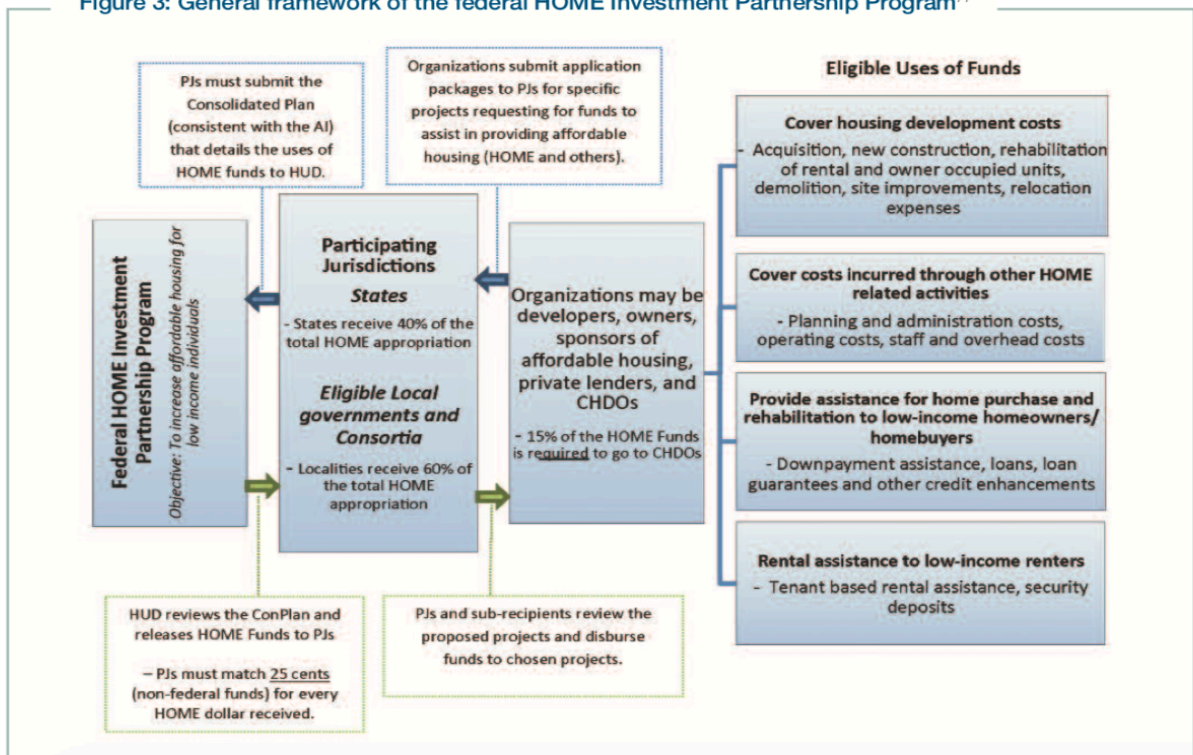 Figure 3: General framework of the federal HOME Investment Partnership Program
PJs must submit the
Consolidated Plan
(consistent with the AI)
that details the uses of
HOME funds to HUD.
Organizations submit application
packages to PJs for specific
projects requesting for funds to
assist in providing affordable
housing (HOME and others).
Federal HOME Investment
Partnership Program
Objective: To increase affordable housing for
low income individuals
Participating
Jurisdictions
States
- States receive 40% of the
total HOME appropriation
Eligible Local
governments and
Consortia
- Localities receive 60% of
the total HOME
appropriation
Organizations may be
developers, owners,
sponsors of
affordable housing,
private lenders, and
CHDOs
- 15% of the HOME Funds
is required to go to CHDOs
HUD reviews the ConPlan and
releases HOME Funds to PJs
– PJs must match 25 cents
(non-federal funds) for every
HOME dollar received.
PJs and sub-recipients review the
proposed projects and disburse
funds to chosen projects.
Eligible Uses of Funds
Cover housing development costs
- Acquisition, new construction, rehabilitation
of rental and owner occupied units,
demolition, site improvements, relocation
expenses
Cover costs incurred through other HOME
related activities
- Planning and administration costs,
operating costs, staff and overhead costs
Provide assistance for home purchase and
rehabilitation to low-income homeowners/
homebuyers
- Downpayment assistance, loans, loan
guarantees and other credit enhancements
Rental assistance to low-income renters
- Tenant based rental assistance, security
deposits